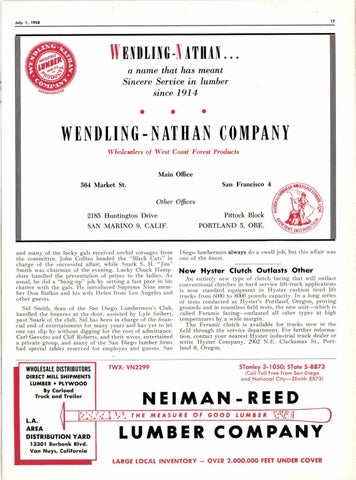 July 1, 1958
17
WENDLING-NATHAN COMPANY
LUMBER
PRODUCTS
WENDLING-NATHAN...
a name that has meant
Sincere Service in lumber
since 1914
WENDLING-NATHAN COMPANY
Wholesalers of West Coast Forest Products
Main Office
564 Market St.
San Francisco 4
Other Offices
2185 Huntington Drive
SAN MARINO 9, CALIF.
Pittock Block
PORTLAND 5, ORE.
and many of the lucky gals received orchid corsages from
the committee. John Collins headed the "Black Cats" in
charge of the successful affair, while Snark S. H. "Jim"
Smith was chairman of the evening. Lucky Chuck Hamp-
shire handled the presentation of prizes to the ladies. As
usual, he did a "bang-up" job by setting a fast pace in his
chatter with the gals. He introduced Supreme Nine mem-
ber Don Bufkin and his wife Helen from Los Angeles and
other guests.
Sid Smith, dean of the San Diego Lumbermen's Club,
handled the finances at the door, assisted by Lyle Seibert,
past Snark of the club. Sid has been in charge of the finan-
cial end of entertainment for many years and has yet to let
one cat slip by without digging for the cost of admittance.
Carl Gavotto and Clif Roberts, and their wives, entertained
a private group, and many of the San Diego lumber firms
had special tables reserved for employees and guests. San
Diego lumbermen always do a swell job, but this affair was
one of the finest.
New Hyster Clutch Outlasts Other
An entirely new type of clutch facing that will outlast
conventional clutches in hard service lift-truck applications
is now standard equipment in Hyster cushion tired lift
trucks from 6000 to 8000 pounds capacity. In a long series
of tests conducted at Hyster's Portland, Oregon, proving
grounds and in countless field tests, the new unit—which is
called Feramic facing—outlasted all other types at high
temperatures by a wide margin.
The Feramic clutch is available for trucks now in the
field through the service department. For further informa-
tion, contact your nearest Hyster industrial truck dealer or
write Hyster Company, 2902 N.E. Clackamas St., Port-
land 8, Oregon.
WHOLESALE DISTRIBUTORS
DIRECT MILL SHIPMENTS
LUMBER • PLYWOOD
By Carload
Truck and Trailer
L.A.
AREA
DISTRIBUTION YARD
13301 Burbank Blvd.
Van Nuys, California
TWX: VN2299
STanley 3-1050; STate 5-8873
(Call Toll Free from San Diego
and National City—Zenith 8873)
NEIMAN-REED
THE MEASURE OF GOOD LUMBER
LUMBER COMPANY
LARGE LOCAL INVENTORY — OVER 2,000,000 FEET UNDER COVER